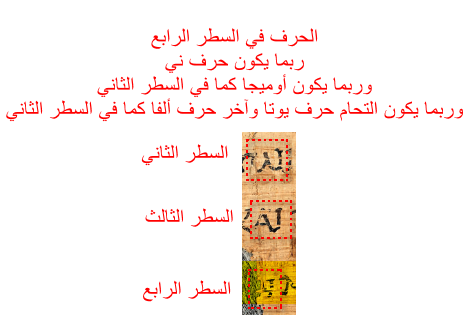 الحرف في السطر الرابع
ربما يكون حرف ني
وربما يكون أوميجا كما في السطر الثاني
وربما يكون التحام حرف يوتا وآخر حرف ألفا كما في السطر الثاني
السطر الثاني
السطر الثالث
السطر الرابع